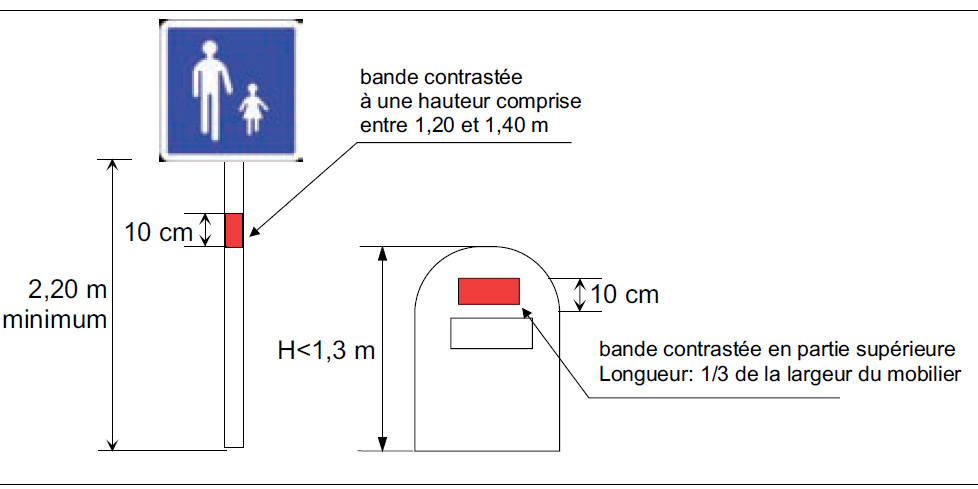 bande contrastée
à une hauteur comprise
entre 1,20 et 1,40 m
10 cm
2,20 m
minimum
10 cm
H<1,3 m
bande contrastée en partie supérieure
Longueur: 1/3 de la largeur du mobilier